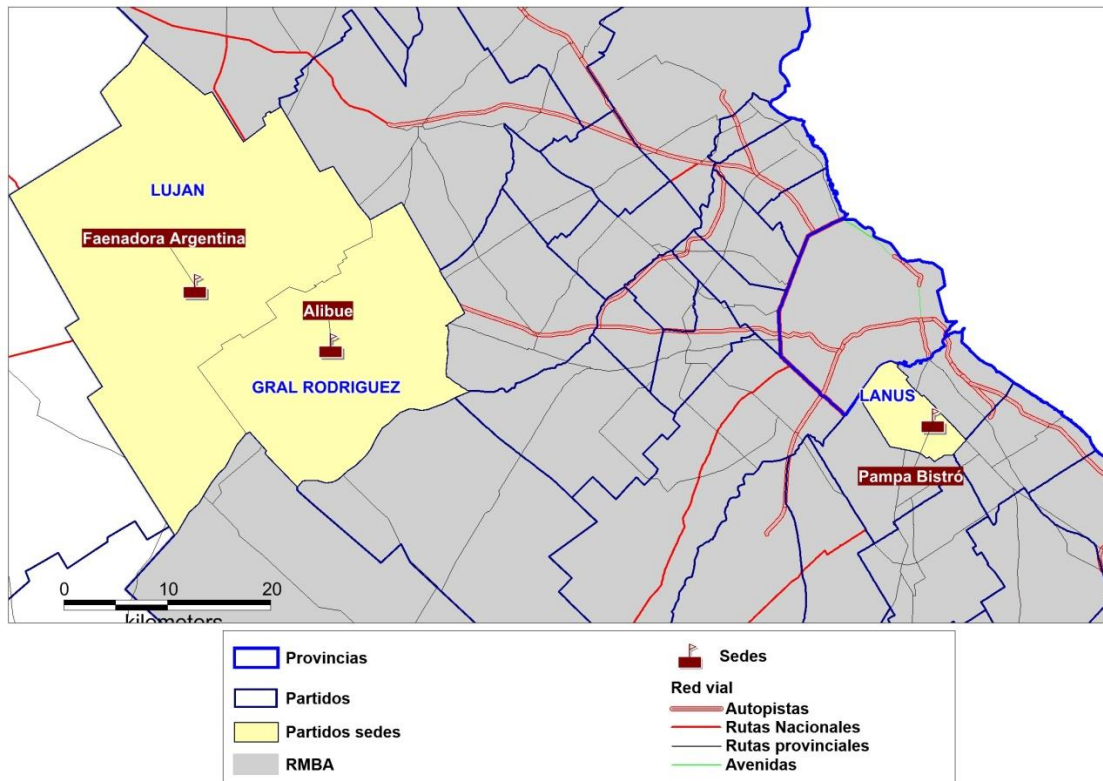 LUJAN
Faenadora Argentina
Alibue
GRAL RODRIGUEZ
LANUS
Pampa Bistró
0 10 20
kilometers
Provincias
Partidos
Partidos sedes
RMBA
Sedes
Red vial
Autopistas
Rutas Nacionales
Rutas provinciales
Avenidas